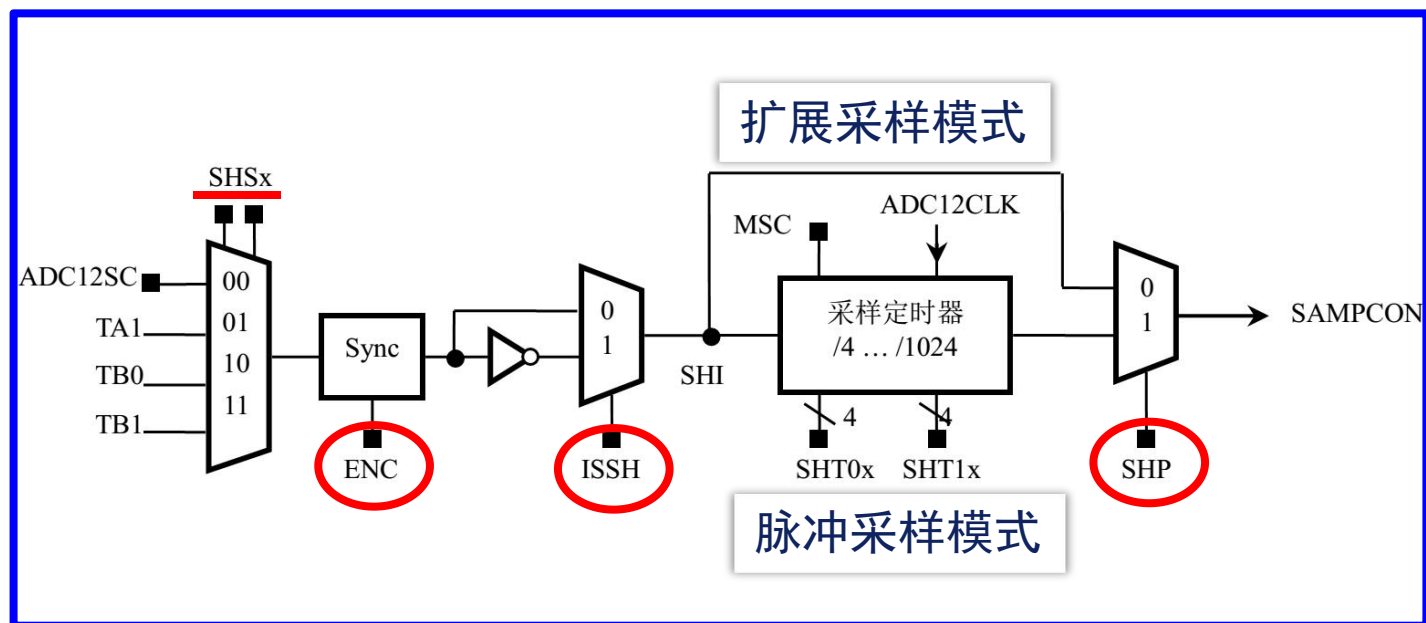 扩展采样模式
SHSx
ADC12CLK
MSC
ADC12SC
00
01
10
11
TA1
TB0
TB1
Sync
0
1
SHI
采样定时器
/4 … /1024
0
1
SAMPCON
4
4
ENC
ISSH
SHT0x
SHT1x
SHP
脉冲采样模式